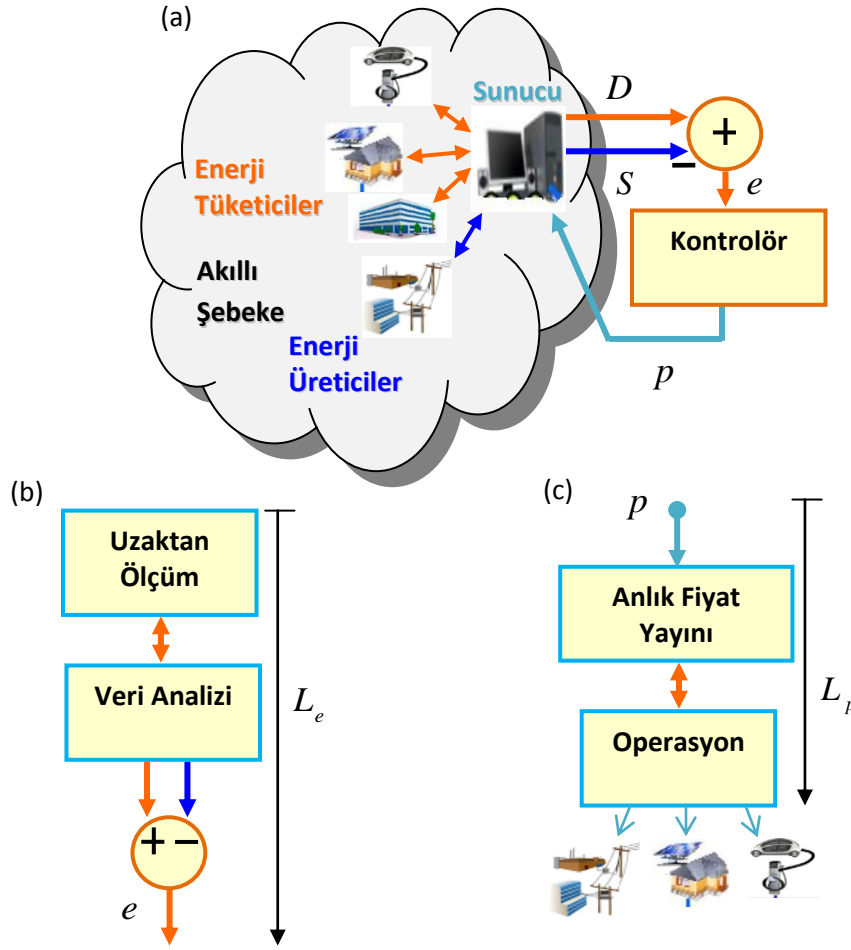 (a)
Sunucu
D
+
−
S
e
Enerji
Tüketiciler
Kontrolör
Akıllı
Şebeke
Enerji
Üreticiler
p
(b)
Uzaktan
Ölçüm
Veri Analizi
L e
+ −
e
(c)
p
Anlık Fiyat
Yayını
L p
Operasyon